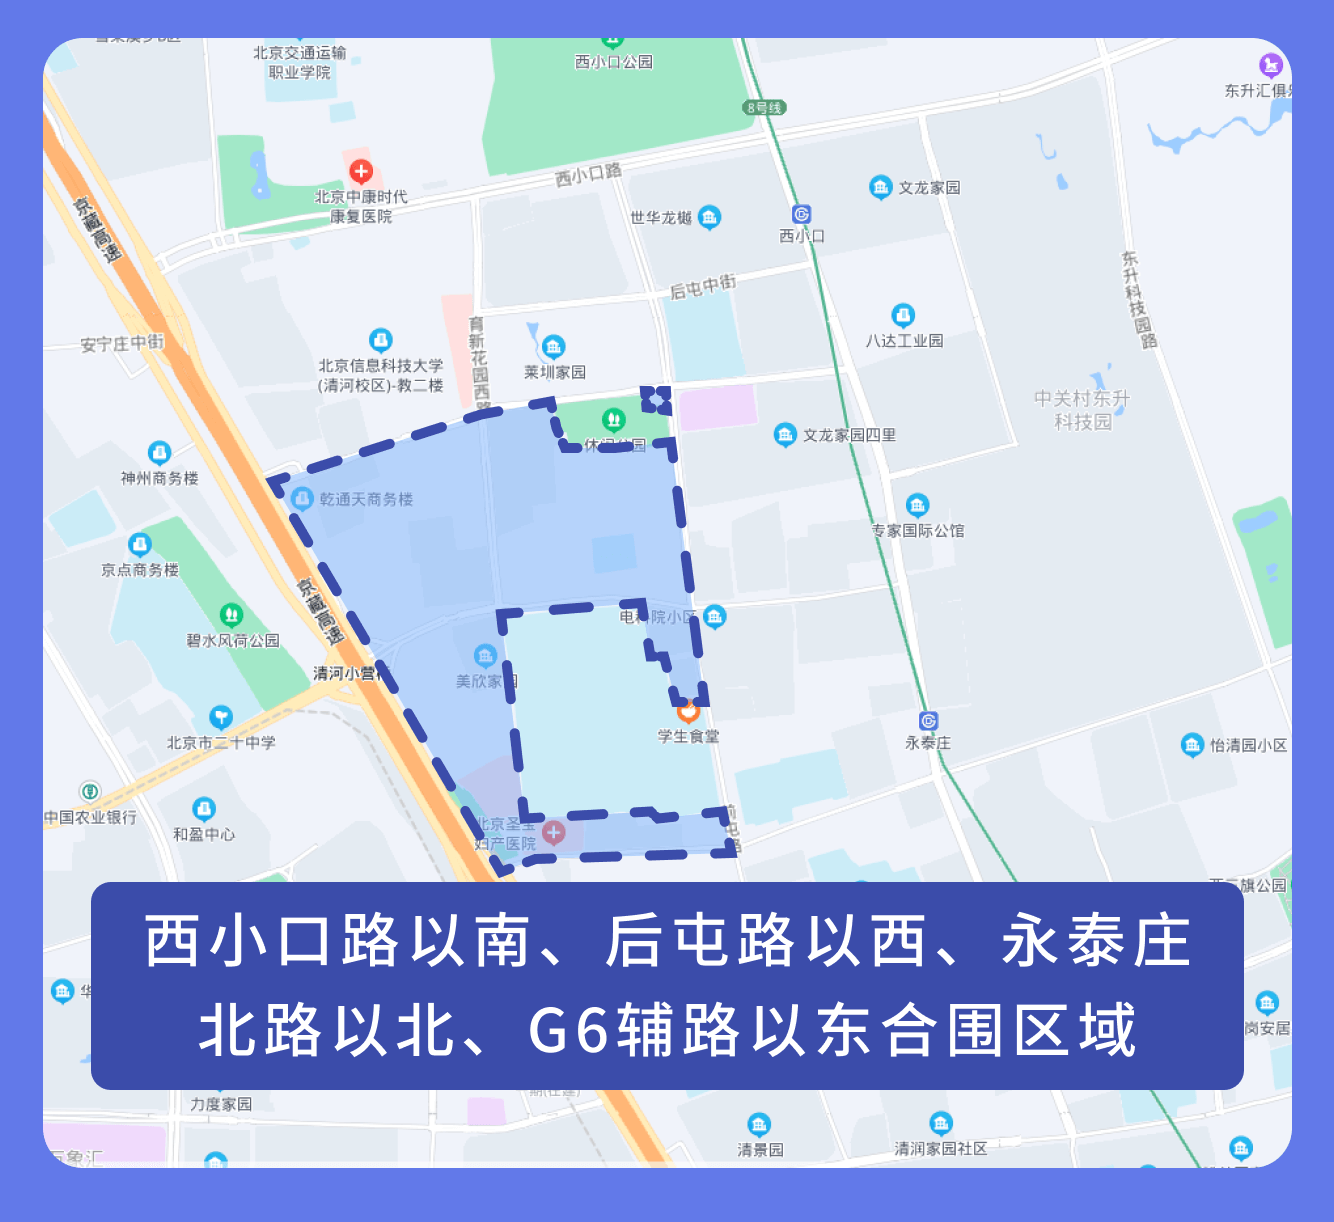 北京交通运输
职业学院
西小口公园
8号线
东升汇俱
西小口路
北京中康时代
康复医院
京藏高速
世华龙樾
文龙家园
西小口
后屯中街
东升科技园路
安宁庄中街
育新花园西路
北京信息科技大学
(清河校区)-教二楼
莱圳家园
八达工业园
中关村东升
科技园
休闲公园
文龙家园四里
神州商务楼
乾通天商务楼
专家国际公馆
京点商务楼
京藏高速
碧水风荷公园
电科院小区
清河小营桥
美欣家园
学生食堂
北京市二十中学
永泰庄
怡清园小区
中国农业银行
和盈中心
北京圣宝
妇产医院
前屯路
旗公园
西小口路以南、后屯路以西、永泰庄
北路以北、G6辅路以东合围区域
华
岗安居
力度家园
清景园
清润家园社区
万象汇